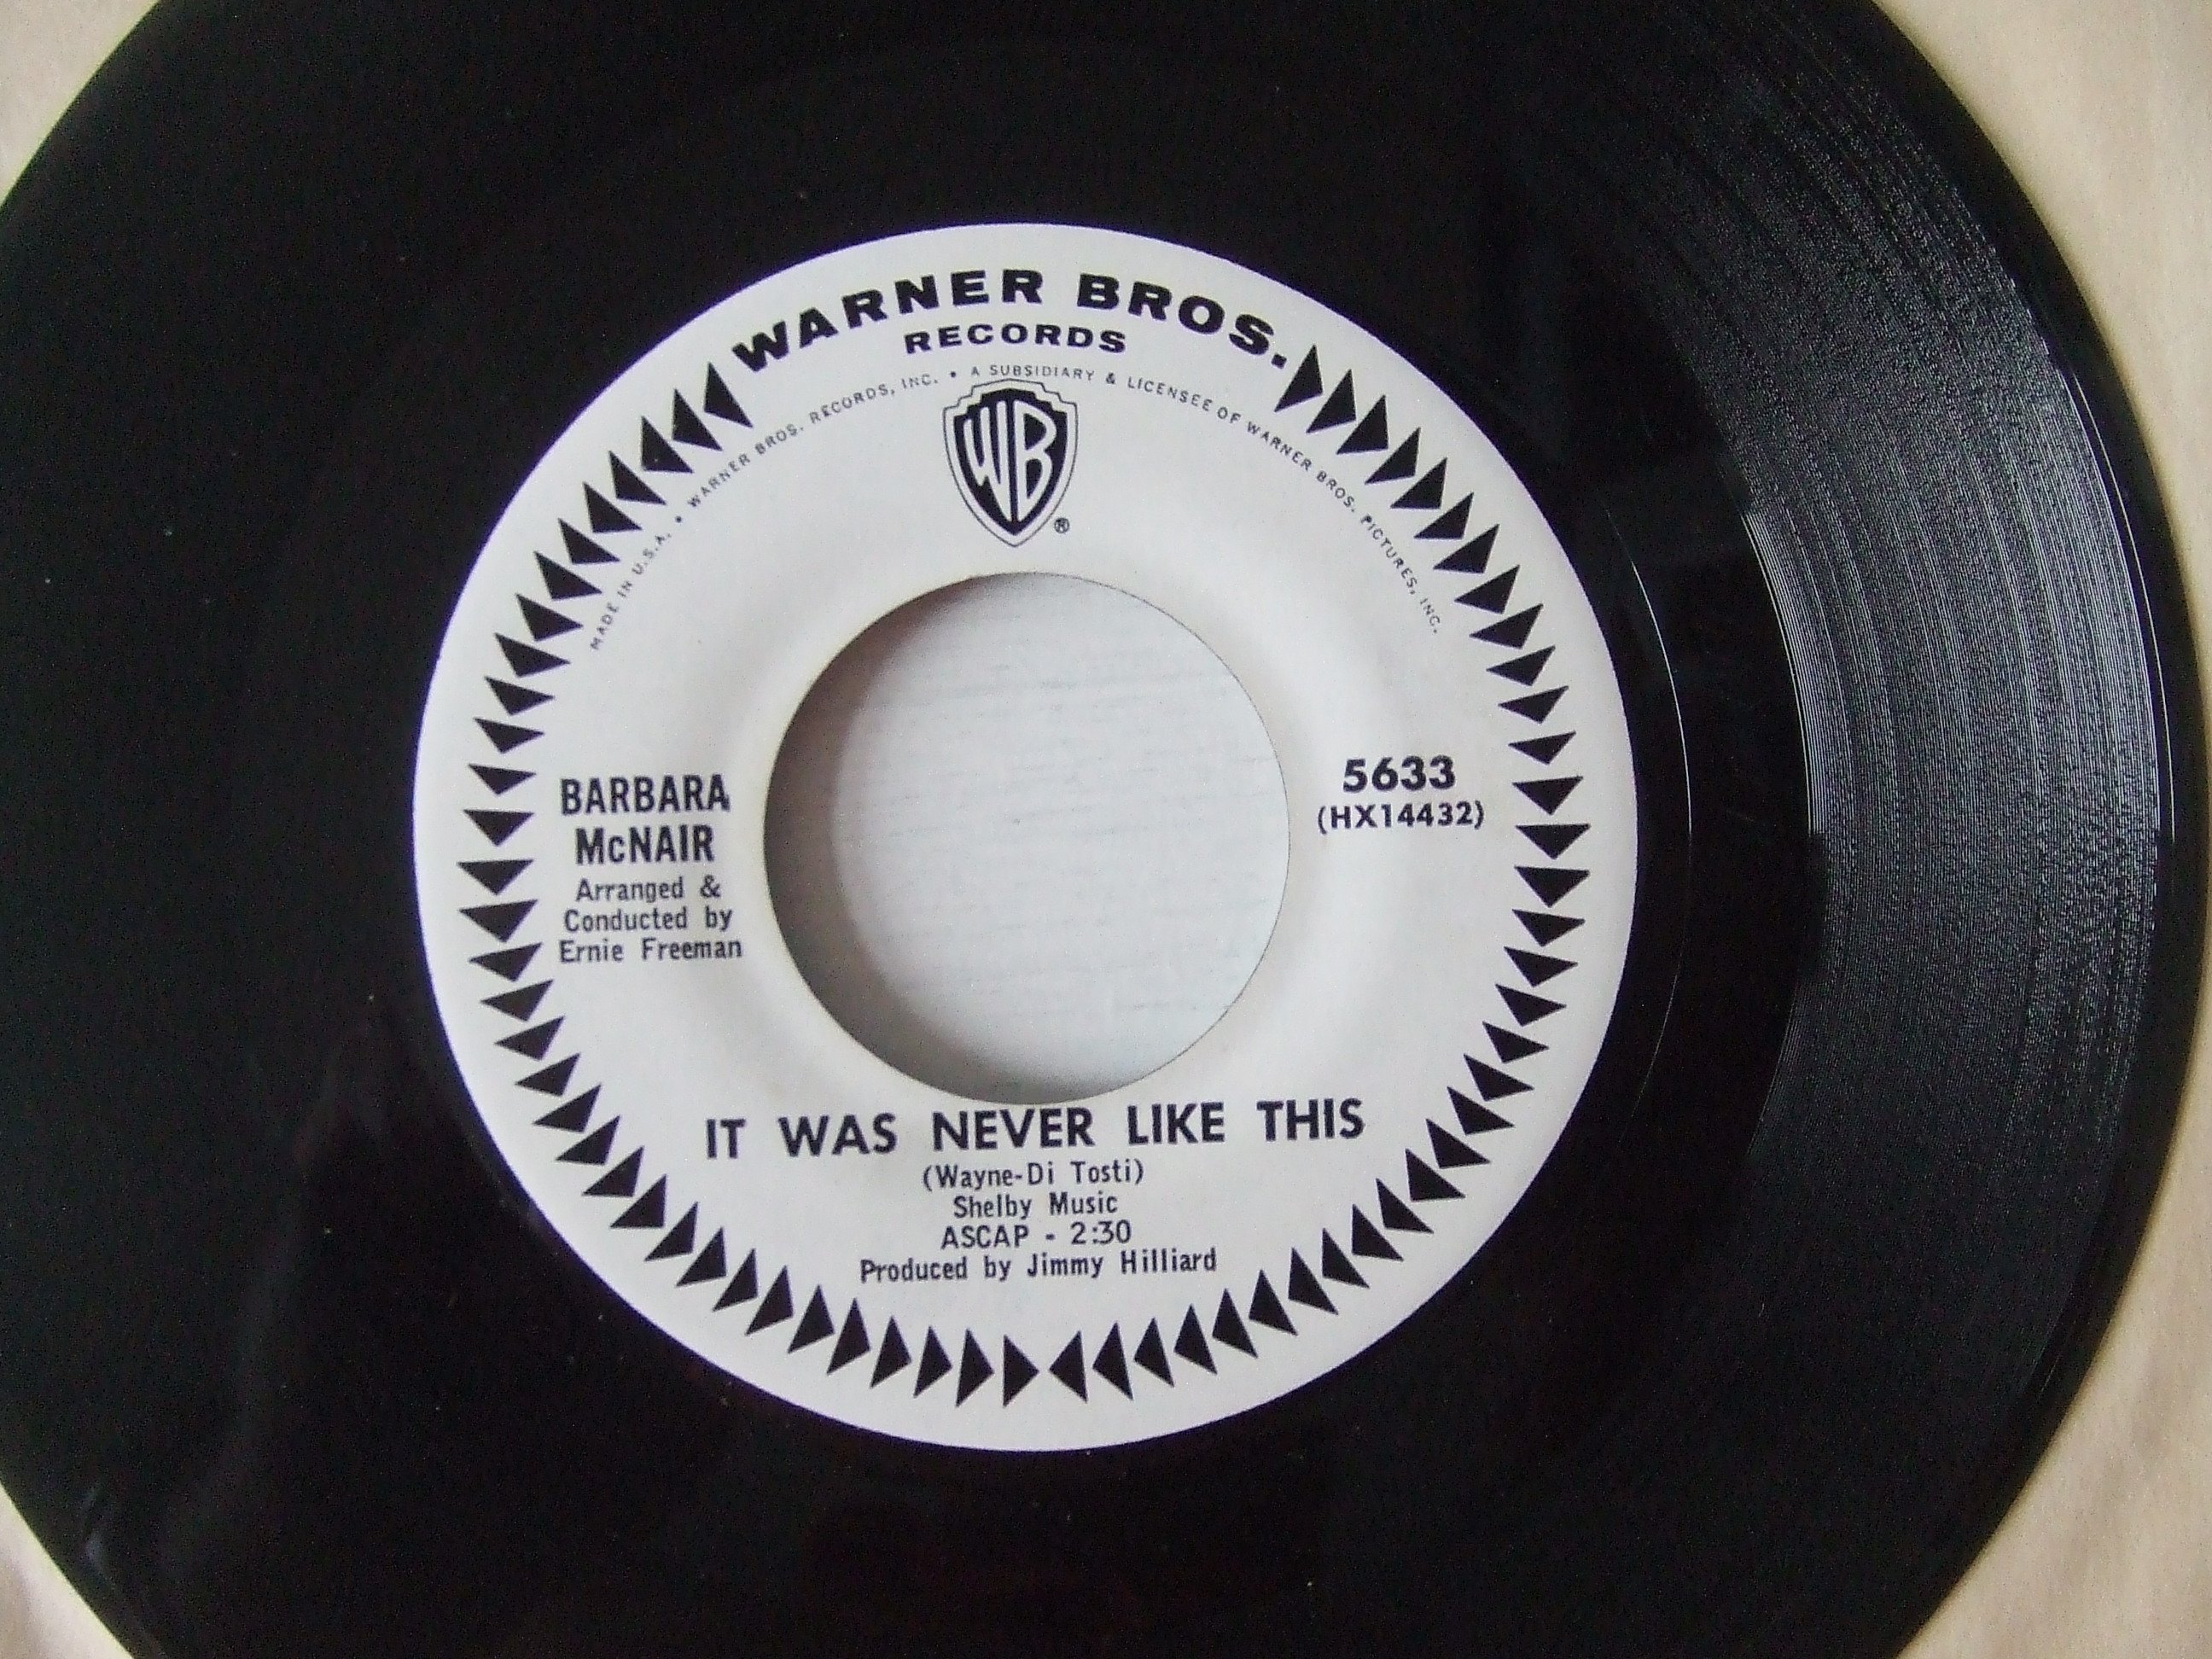 WARNER BROS.
RECORDS
MADE IN U.S.A. • WARNER BROS. RECORDS, INC. • A SUBSIDIARY & LICENSEE OF WARNER BROS. PICTURES, INC.
WB
®
BARBARA
McNAIR
Arranged &
Conducted by
Ernie Freeman
5633
(HX14432)
IT WAS NEVER LIKE THIS
(Wayne-Di Tosti)
Shelby Music
ASCAP - 2:30
Produced by Jimmy Hilliard